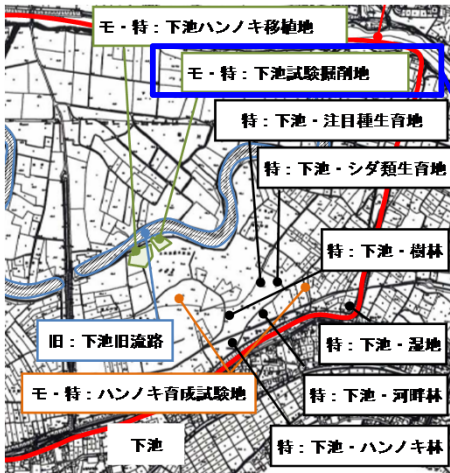 モ・特：下池ハンノキ移植地
モ・特：下池試験掘削地
特：下池・注目種生育地
特：下池・シダ類生育地
特：下池・樹林
旧：下池旧流路
特：下池・湿地
モ・特：ハンノキ育成試験地
特：下池・河畔林
下池
特：下池・ハンノキ林